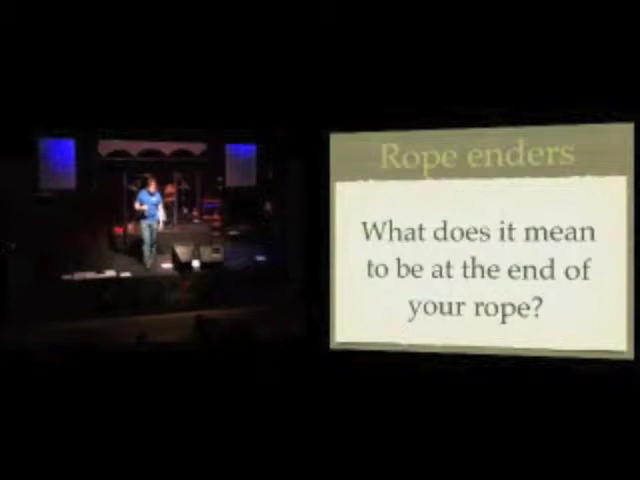 Rope enders
What does it mean
to be at the end of
your rope?